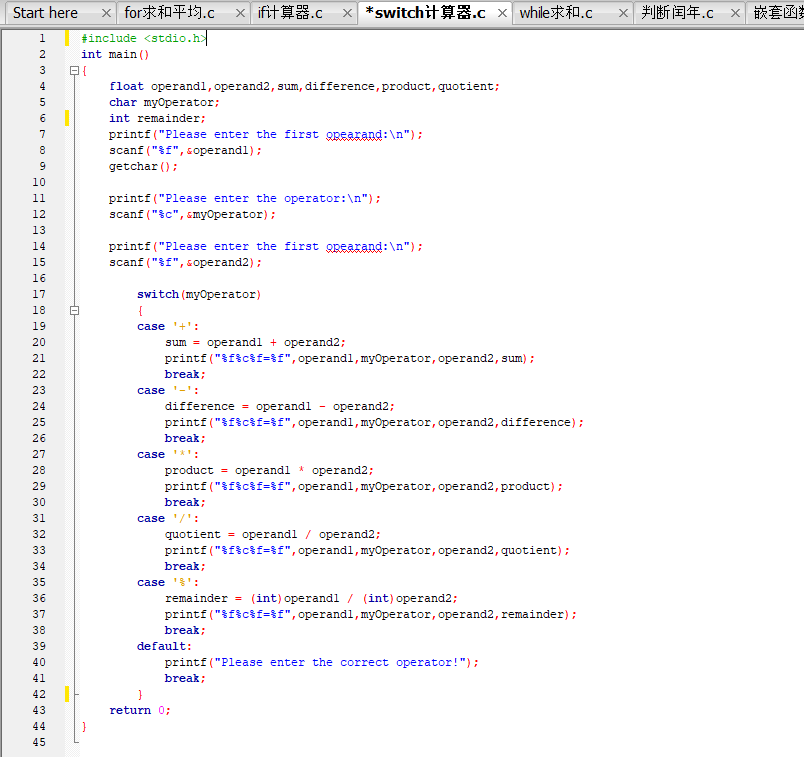 Start here × for求和平均.c × if计算器.c × *switch计算器.c × while求和.c × 判断闰年.c × 嵌套函
1 #include <stdio.h>
2 int main()
3 {
4 float operand1,operand2,sum,difference,product,quotient;
5 char myOperator;
6 int remainder;
7 printf("Please enter the first opearand:\n");
8 scanf("%f",&operand1);
9 getchar();
10
11 printf("Please enter the operator:\n");
12 scanf("%c",&myOperator);
13
14 printf("Please enter the first opearand:\n");
15 scanf("%f",&operand2);
16
17 switch(myOperator)
18 {
19 case '+':
20 sum = operand1 + operand2;
21 printf("%f%c%f=%f",operand1,myOperator,operand2,sum);
22 break;
23 case '-':
24 difference = operand1 - operand2;
25 printf("%f%c%f=%f",operand1,myOperator,operand2,difference);
26 break;
27 case '*':
28 product = operand1 * operand2;
29 printf("%f%c%f=%f",operand1,myOperator,operand2,product);
30 break;
31 case '/':
32 quotient = operand1 / operand2;
33 printf("%f%c%f=%f",operand1,myOperator,operand2,quotient);
34 break;
35 case '%':
36 remainder = (int)operand1 / (int)operand2;
37 printf("%f%c%f=%f",operand1,myOperator,operand2,remainder);
38 break;
39 default:
40 printf("Please enter the correct operator!");
41 break;
42 }
43 return 0;
44 }
45